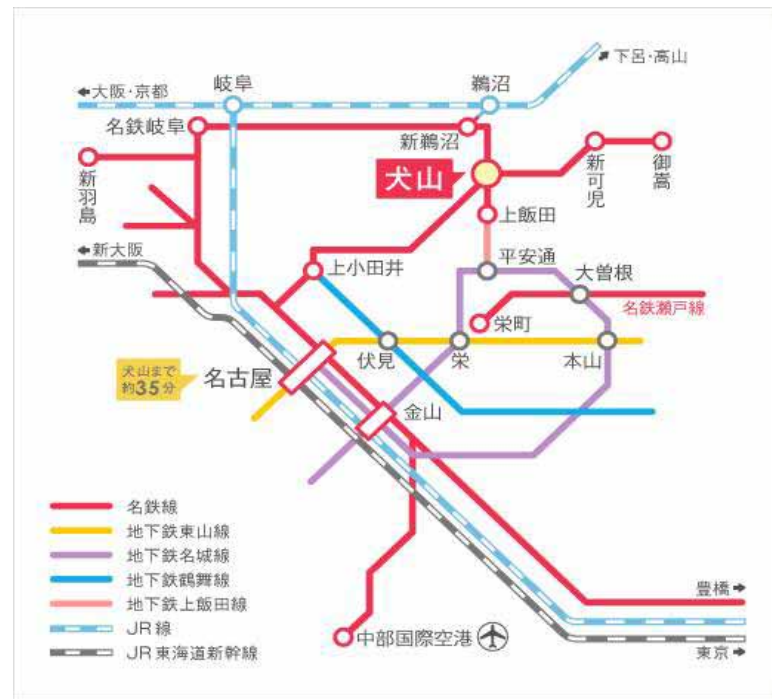 下呂・高山
大阪・京都
岐阜
鵜沼
名鉄岐阜
新鵜沼
新羽島
犬山
新可児
御嵩
上飯田
新大阪
上小田井
平安通
大曽根
名鉄瀬戸線
栄町
犬山まで
約35分
名古屋
伏見
栄
本山
金山
名鉄線
地下鉄東山線
地下鉄名城線
地下鉄鶴舞線
地下鉄上飯田線
JR線
JR東海道新幹線
豊橋
中部国際空港
東京